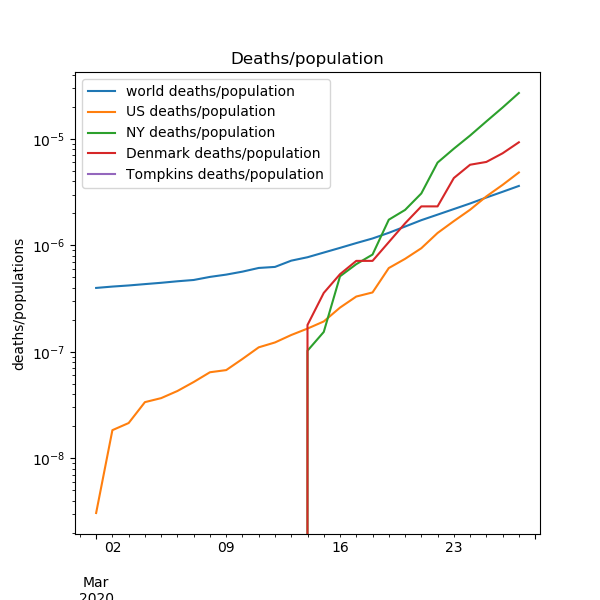 Deaths/population
world deaths/population
US deaths/population
NY deaths/population
Denmark deaths/population
Tompkins deaths/population
10⁻⁵
10⁻⁶
10⁻⁷
10⁻⁸
deaths/populations
02 09 16 23
Mar
2020